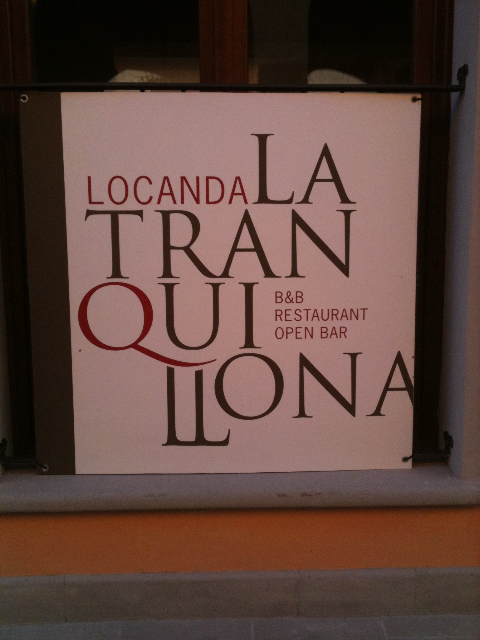 LOCANDA LA
TRAN
QUI
B&B
RESTAURANT
OPEN BAR
LLONA